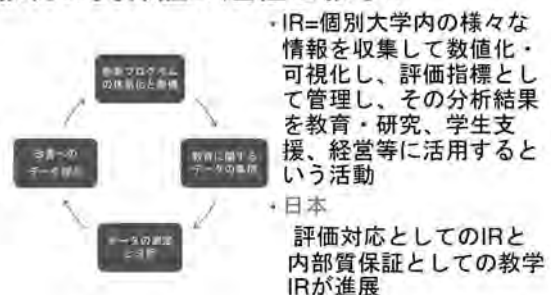 教育プログラム
の体系化と整備
教育に関する
データの集積
データの測定
と分析
改善への
データ提示
・IR=個別大学内の様々な
情報を収集して数値化・
可視化し、評価指標とし
て管理し、その分析結果
を教育・研究、学生支
援、経営等に活用すると
いう活動
・日本
評価対応としてのIRと
内部質保証としての教学
IRが進展